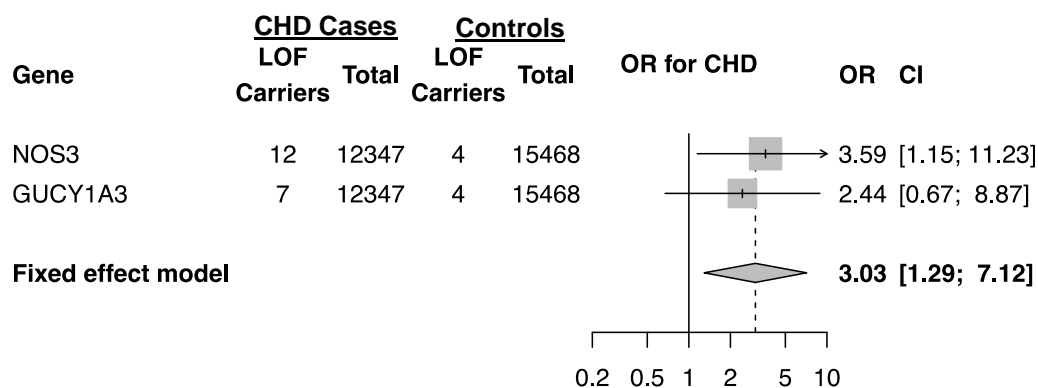 CHD Cases Controls
Gene LOF Carriers Total LOF Carriers Total OR for CHD OR CI
NOS3 12 12347 4 15468 3.59 [1.15; 11.23]
GUCY1A3 7 12347 4 15468 2.44 [0.67; 8.87]
Fixed effect model 3.03 [1.29; 7.12]
0.2 0.5 1 2 5 10